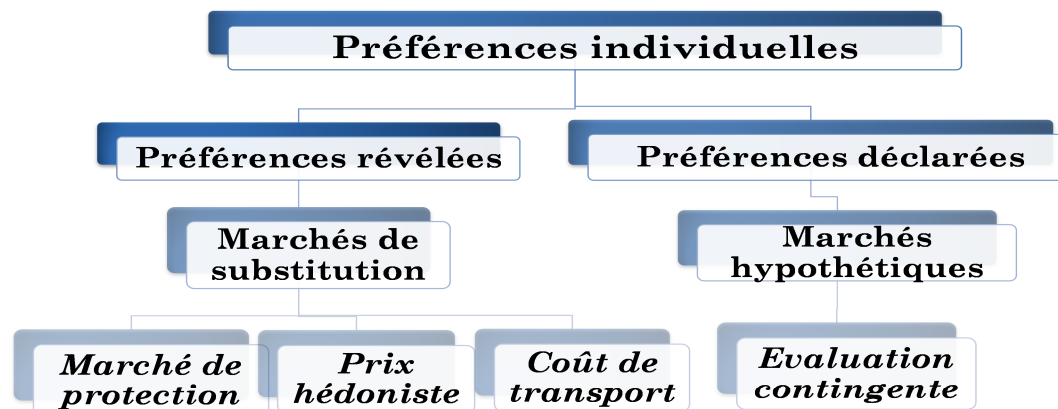 Préférences individuelles
Préférences révélées
Préférences déclarées
Marchés de
substitution
Marchés
hypothétiques
Marché de
protection
Prix
hédoniste
Coût de
transport
Evaluation
contingente